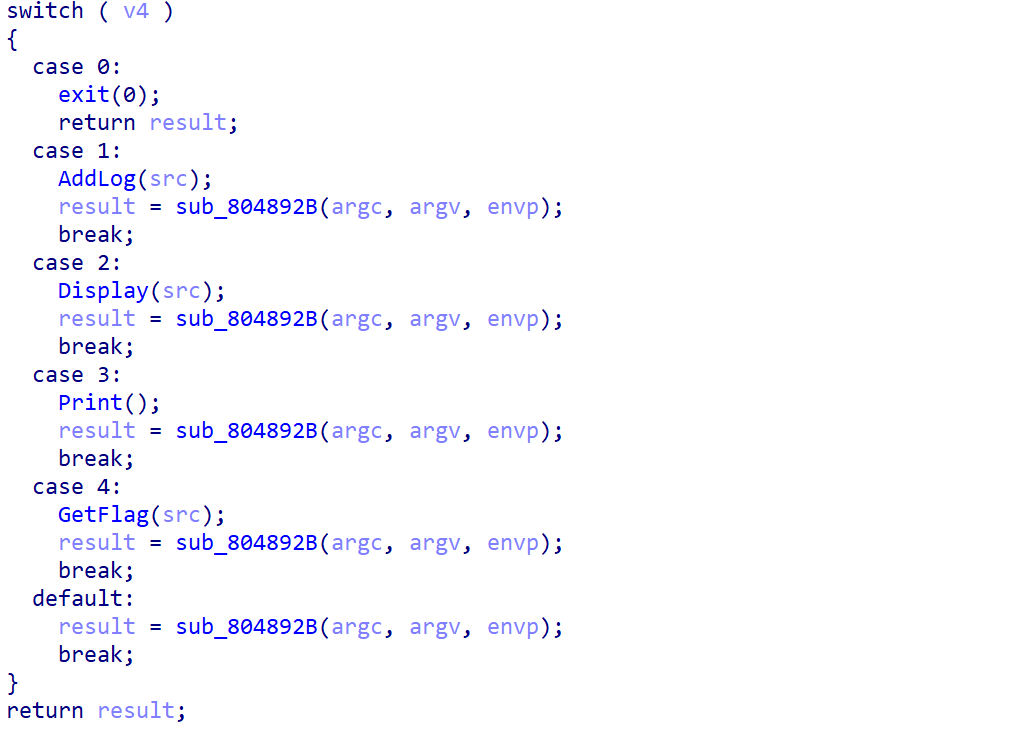 switch ( v4 )
{
  case 0:
    exit(0);
    return result;
  case 1:
    AddLog(src);
    result = sub_804892B(argc, argv, envp);
    break;
  case 2:
    Display(src);
    result = sub_804892B(argc, argv, envp);
    break;
  case 3:
    Print();
    result = sub_804892B(argc, argv, envp);
    break;
  case 4:
    GetFlag(src);
    result = sub_804892B(argc, argv, envp);
    break;
  default:
    result = sub_804892B(argc, argv, envp);
    break;
}
return result;